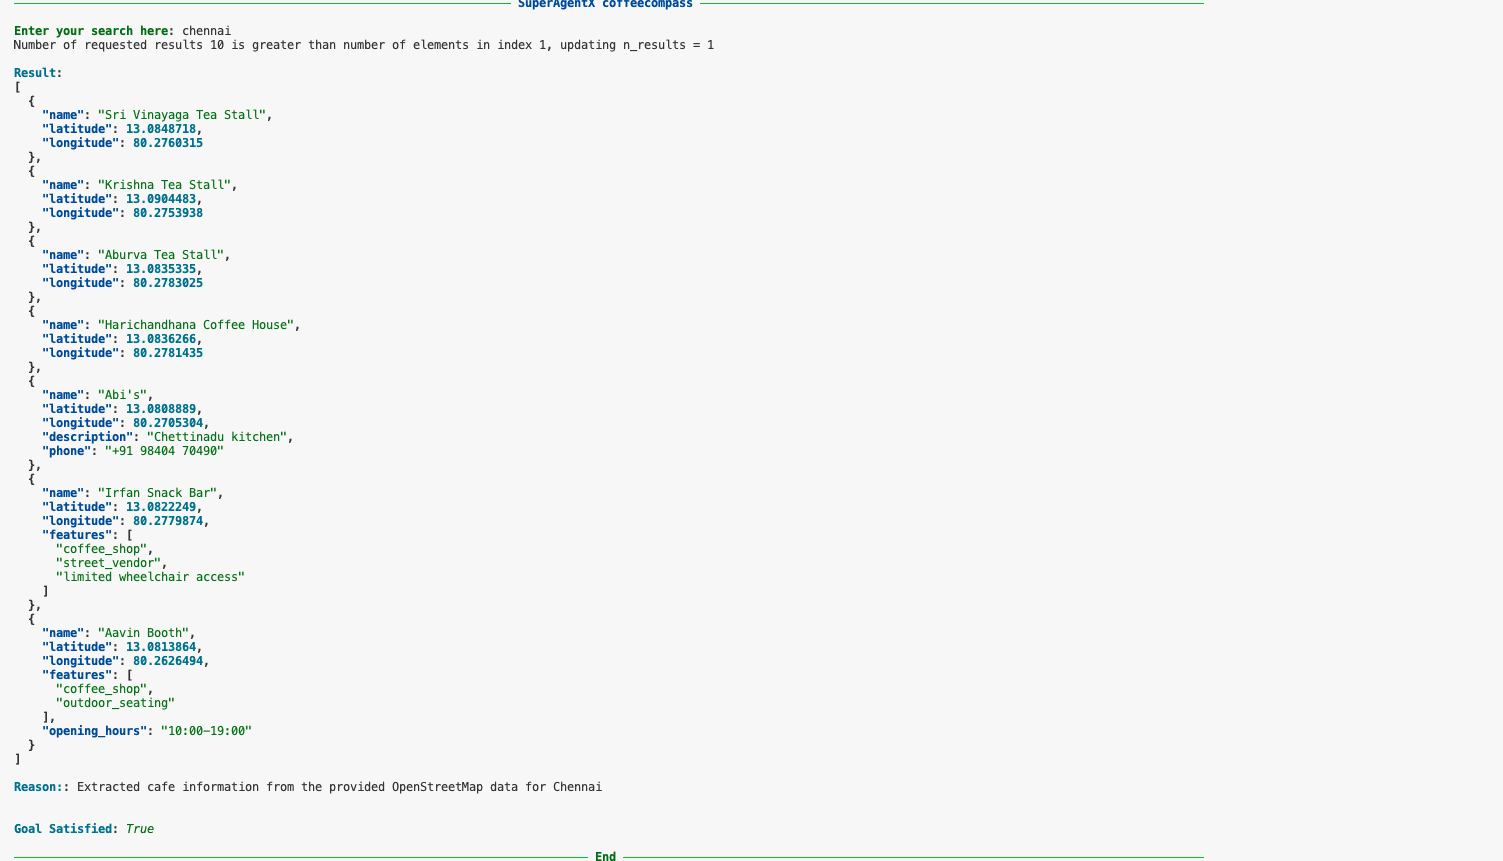 SuperAgentX coffeecompass
Enter your search here: chennai
Number of requested results 10 is greater than number of elements in index 1, updating n_results = 1
Result:
[
  {
    "name": "Sri Vinayaga Tea Stall",
    "latitude": 13.0848718,
    "longitude": 80.2760315
  },
  {
    "name": "Krishna Tea Stall",
    "latitude": 13.0904483,
    "longitude": 80.2753938
  },
  {
    "name": "Aburva Tea Stall",
    "latitude": 13.0835335,
    "longitude": 80.2783025
  },
  {
    "name": "Harichandhana Coffee House",
    "latitude": 13.0836266,
    "longitude": 80.2781435
  },
  {
    "name": "Abi's",
    "latitude": 13.0808889,
    "longitude": 80.2705304,
    "description": "Chettinadu kitchen",
    "phone": "+91 98404 70490"
  },
  {
    "name": "Irfan Snack Bar",
    "latitude": 13.0822249,
    "longitude": 80.2779874,
    "features": [
      "coffee_shop",
      "street_vendor",
      "limited wheelchair access"
    ]
  },
  {
    "name": "Aavin Booth",
    "latitude": 13.0813864,
    "longitude": 80.2626494,
    "features": [
      "coffee_shop",
      "outdoor_seating"
    ],
    "opening_hours": "10:00-19:00"
  }
]
Reason:: Extracted cafe information from the provided OpenStreetMap data for Chennai
Goal Satisfied: True
End